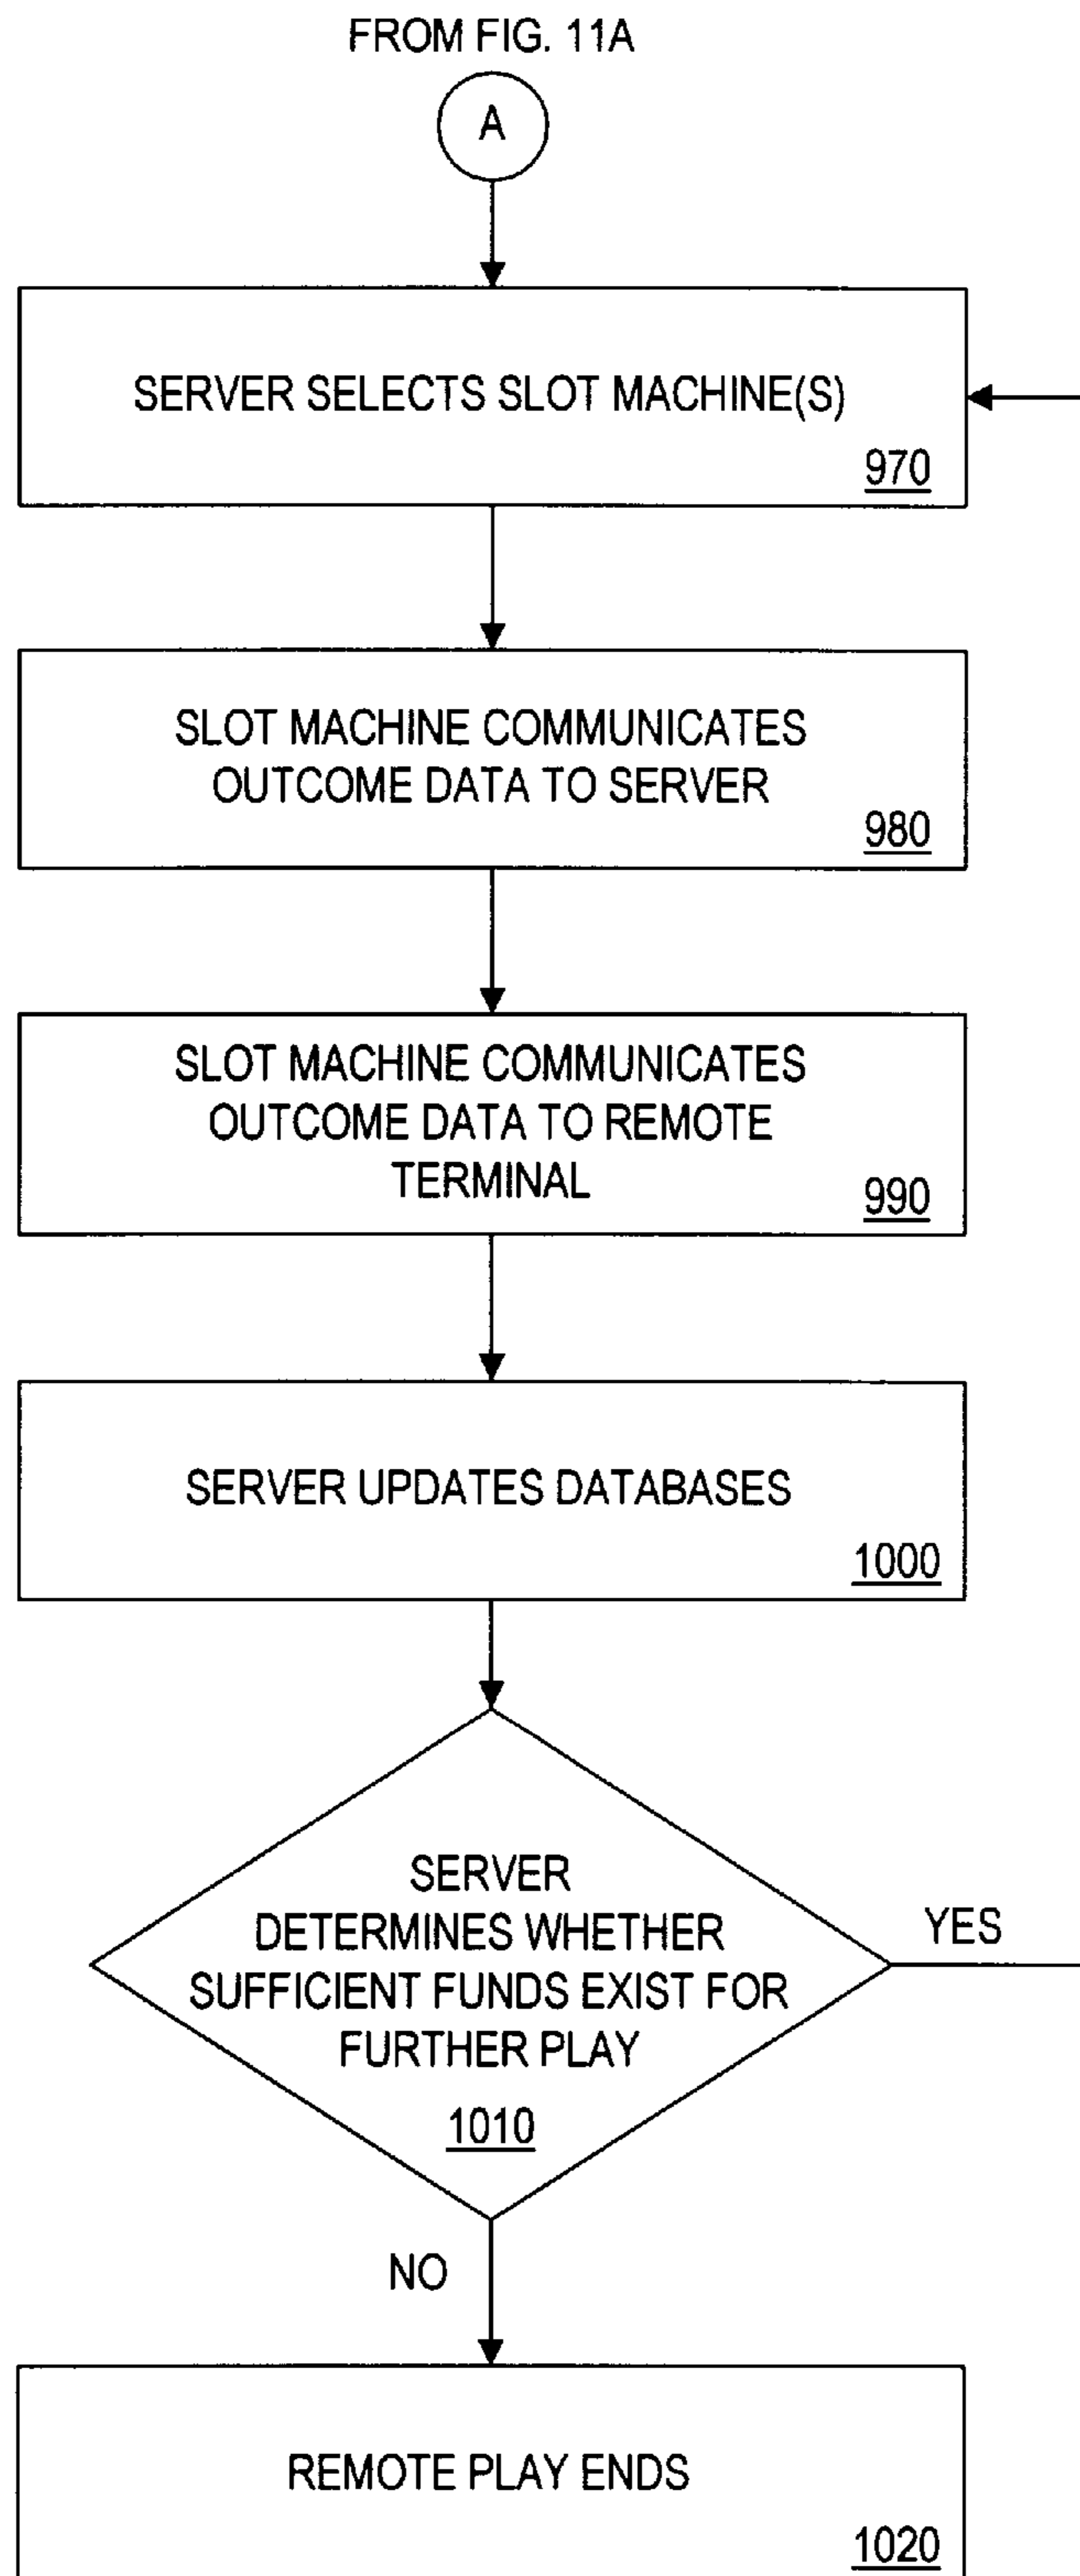 FROM FIG. 11A
A
SERVER SELECTS SLOT MACHINE(S)
970
SLOT MACHINE COMMUNICATES
OUTCOME DATA TO SERVER
980
SLOT MACHINE COMMUNICATES
OUTCOME DATA TO REMOTE
TERMINAL
990
SERVER UPDATES DATABASES
1000
SERVER
DETERMINES WHETHER
SUFFICIENT FUNDS EXIST FOR
FURTHER PLAY
1010
YES
NO
REMOTE PLAY ENDS
1020